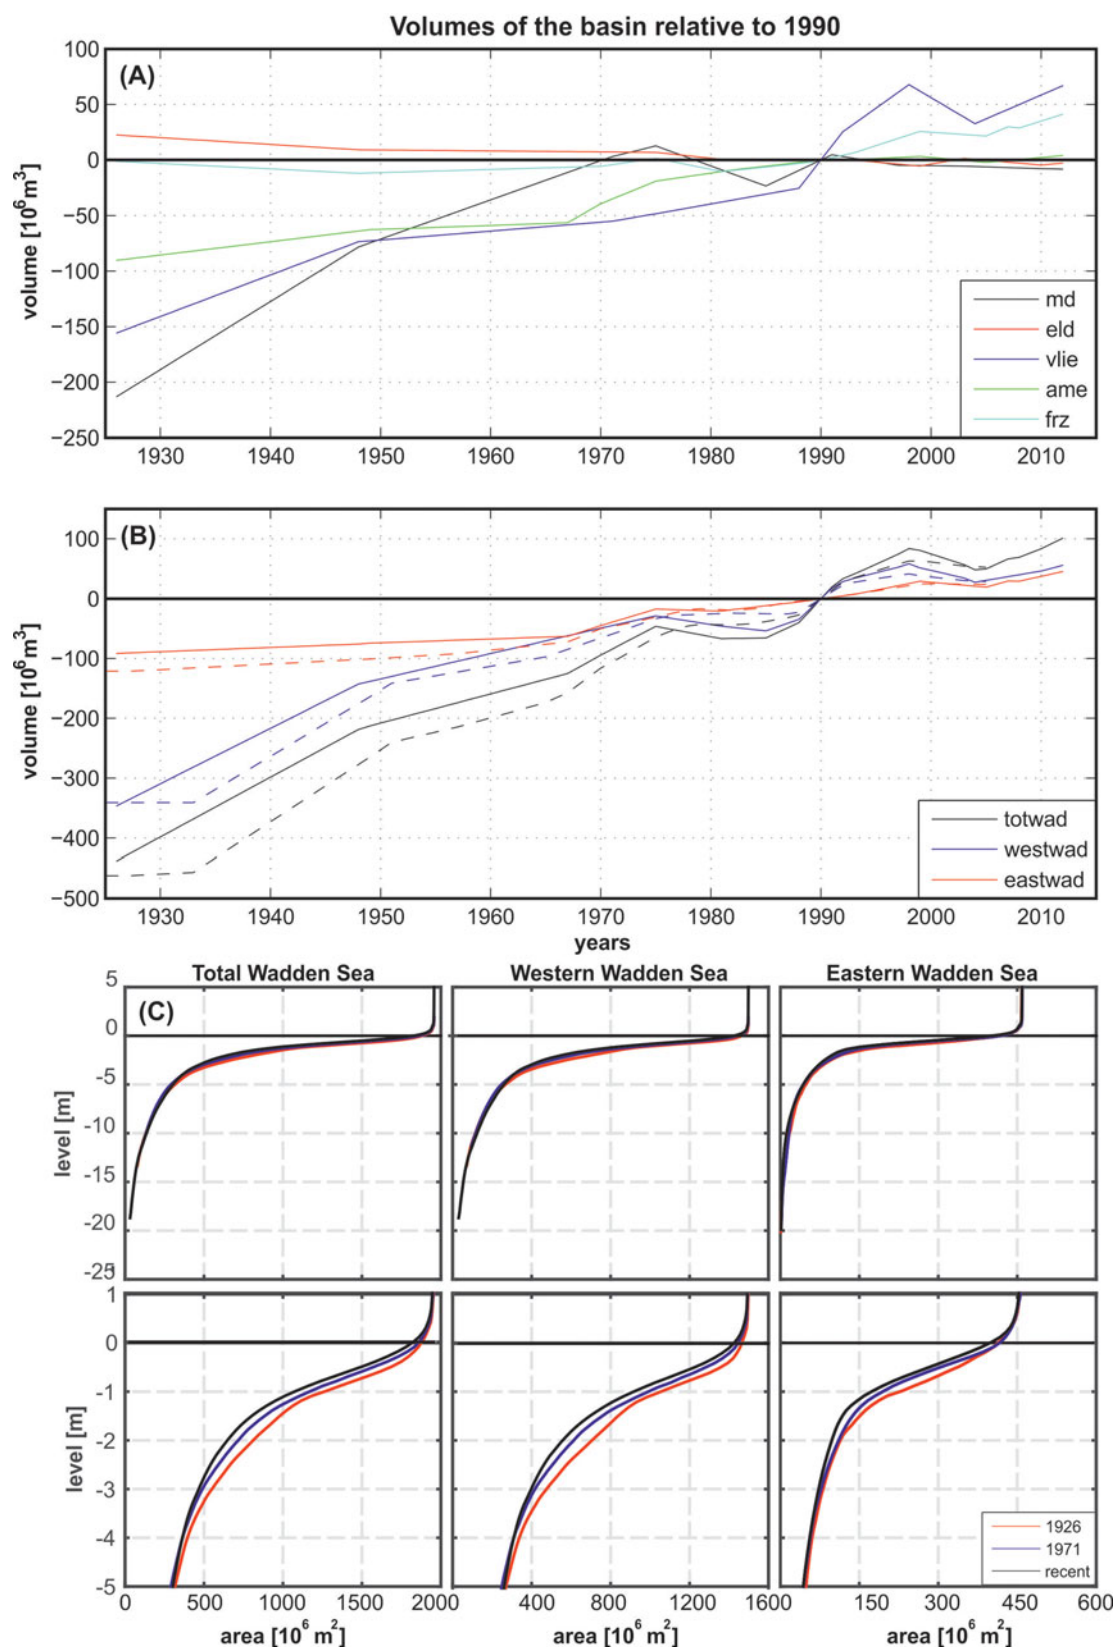 Volumes of the basin relative to 1990
(A)
volume [10⁶m³]
100
50
0
−50
−100
−150
−200
−250
1930 1940 1950 1960 1970 1980 1990 2000 2010
md
eld
vlie
ame
frz
(B)
volume [10⁶m³]
100
0
−100
−200
−300
−400
−500
1930 1940 1950 1960 1970 1980 1990 2000 2010
years
totwad
westwad
eastwad
Total Wadden Sea Western Wadden Sea Eastern Wadden Sea
(C)
level [m]
5
0
-5
-10
-15
-20
-25
level [m]
1
0
-1
-2
-3
-4
-5
1926
1971
recent
0 500 1000 1500 2000 400 800 1200 1600 150 300 450 600
area [10⁶ m²] area [10⁶ m²] area [10⁶ m²]